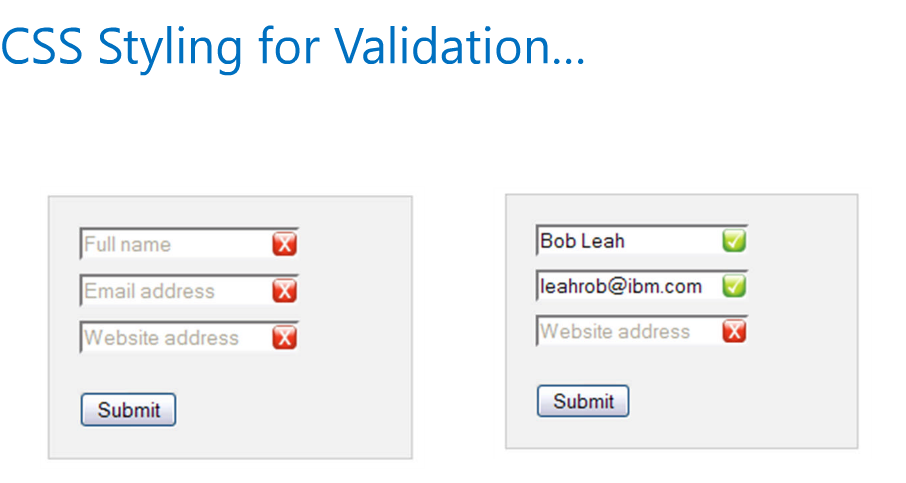 CSS Styling for Validation...
Full name
Email address
Website address
Submit
Bob Leah
leahrob@ibm.com
Website address
Submit